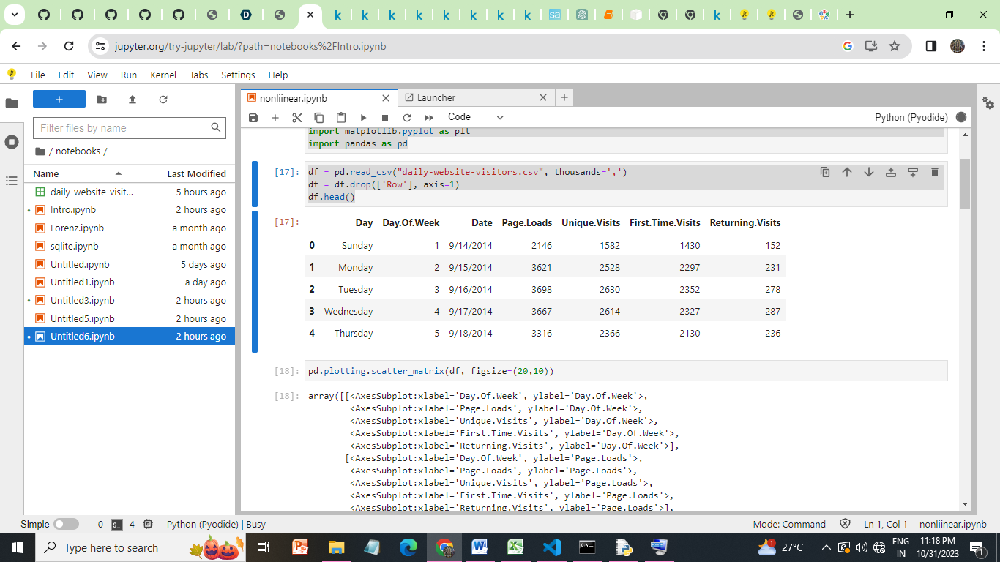 jupyter.org/try-jupyter/lab/?path=notebooks%2FIntro.ipynb
File Edit View Run Kernel Tabs Settings Help
nonliinear.ipynb
Launcher
Code
Python (Pyodide)
Filter files by name
/ notebooks /
Name Last Modified
daily-website-visit... 5 hours ago
Intro.ipynb 2 hours ago
Lorenz.ipynb a month ago
sqlite.ipynb a month ago
Untitled.ipynb 5 days ago
Untitled1.ipynb a day ago
Untitled3.ipynb 2 hours ago
Untitled5.ipynb 2 hours ago
Untitled6.ipynb 2 hours ago
import matplotlib.pyplot as plt
import pandas as pd
[17]: df = pd.read_csv("daily-website-visitors.csv", thousands=',')
df = df.drop(['Row'], axis=1)
df.head()
[17]: Day Day.Of.Week Date Page.Loads Unique.Visits First.Time.Visits Returning.Visits
0 Sunday 1 9/14/2014 2146 1582 1430 152
1 Monday 2 9/15/2014 3621 2528 2297 231
2 Tuesday 3 9/16/2014 3698 2630 2352 278
3 Wednesday 4 9/17/2014 3667 2614 2327 287
4 Thursday 5 9/18/2014 3316 2366 2130 236
[18]: pd.plotting.scatter_matrix(df, figsize=(20,10))
[18]: array([[<AxesSubplot:xlabel='Day.Of.Week', ylabel='Day.Of.Week'>,
<AxesSubplot:xlabel='Page.Loads', ylabel='Day.Of.Week'>,
<AxesSubplot:xlabel='Unique.Visits', ylabel='Day.Of.Week'>,
<AxesSubplot:xlabel='First.Time.Visits', ylabel='Day.Of.Week'>,
<AxesSubplot:xlabel='Returning.Visits', ylabel='Day.Of.Week'>],
[<AxesSubplot:xlabel='Day.Of.Week', ylabel='Page.Loads'>,
<AxesSubplot:xlabel='Page.Loads', ylabel='Page.Loads'>,
<AxesSubplot:xlabel='Unique.Visits', ylabel='Page.Loads'>,
<AxesSubplot:xlabel='First.Time.Visits', ylabel='Page.Loads'>,
<AxesSubplot:xlabel='Returning.Visits', ylabel='Page.Loads'>],
Simple 0 4 Python (Pyodide) | Busy Mode: Command Ln 1, Col 1 nonliinear.ipynb
Type here to search
27°C
ENG
IN
11:18 PM
10/31/2023